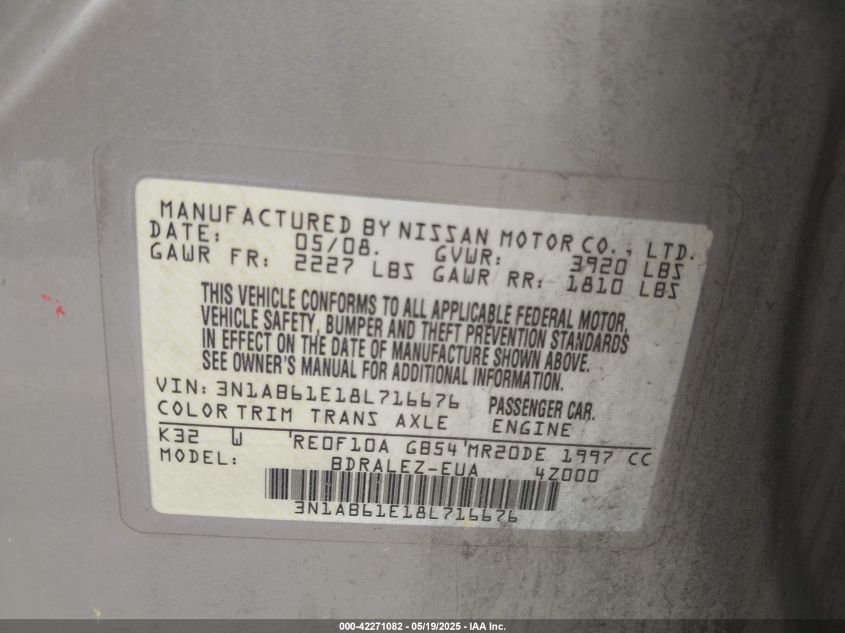 MANUFACTURED BY NISSAN MOTOR CO., LTD.
DATE: 05/08. GVWR: 3920 LBS
GAWR FR: 2227 LBS GAWR RR: 1810 LBS
THIS VEHICLE CONFORMS TO ALL APPLICABLE FEDERAL MOTOR
VEHICLE SAFETY, BUMPER AND THEFT PREVENTION STANDARDS
IN EFFECT ON THE DATE OF MANUFACTURE SHOWN ABOVE.
SEE OWNER'S MANUAL FOR ADDITIONAL INFORMATION.
VIN: 3N1AB61E18L716676 PASSENGER CAR.
COLOR TRIM TRANS AXLE ENGINE
K32 W 'RE0F10A GB54'MR20DE 1997 CC
MODEL: BDRALEZ-EUA 4Z000
3N1AB61E18L716676
000-42271082 - 05/19/2025 - IAA Inc.